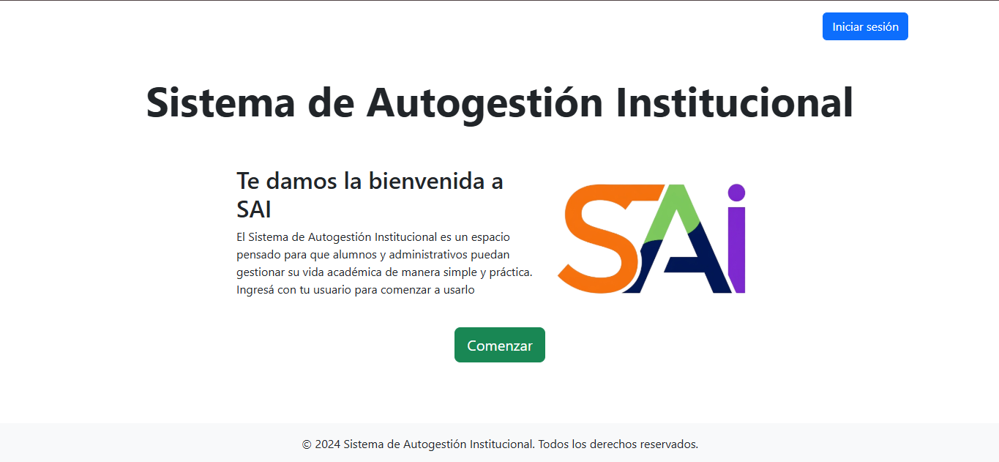 Iniciar sesión
Sistema de Autogestión Institucional
Te damos la bienvenida a
SAI
El Sistema de Autogestión Institucional es un espacio
pensado para que alumnos y administrativos puedan
gestionar su vida académica de manera simple y práctica.
Ingresá con tu usuario para comenzar a usarlo
SAi
Comenzar
© 2024 Sistema de Autogestión Institucional. Todos los derechos reservados.